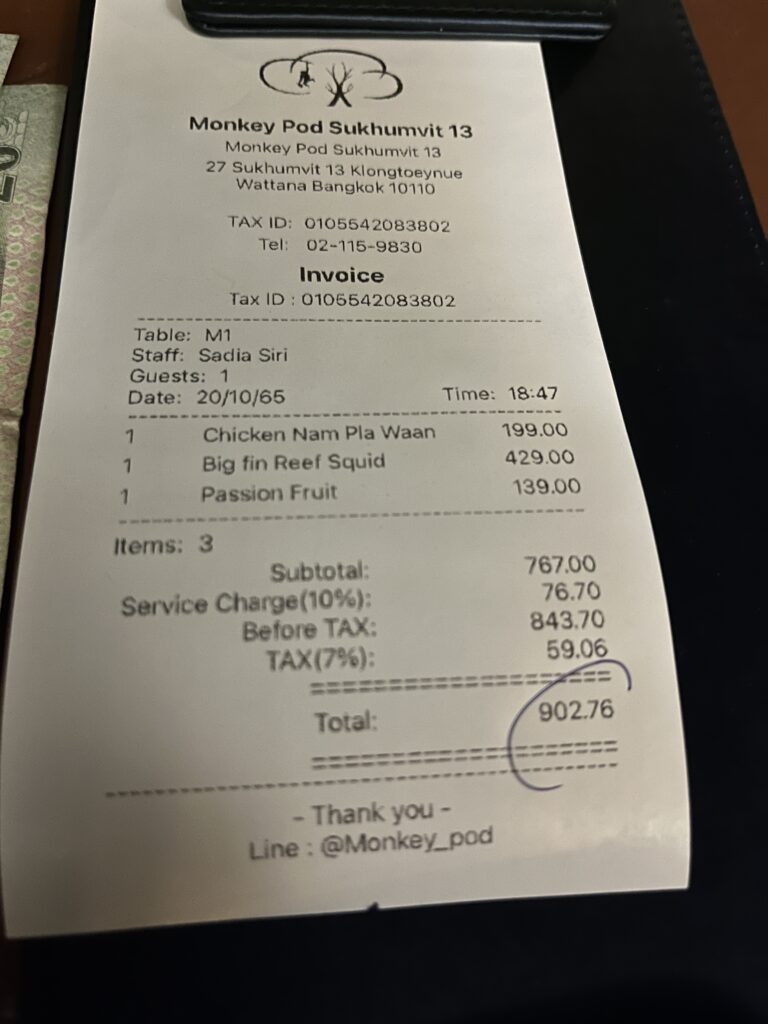 Monkey Pod Sukhumvit 13
Monkey Pod Sukhumvit 13
27 Sukhumvit 13 Klongtoeynue
Wattana Bangkok 10110
TAX ID: 0105542083802
Tel: 02-115-9830
Invoice
Tax ID : 0105542083802
Table: M1
Staff: Sadia Siri
Guests: 1
Date: 20/10/65 Time: 18:47
1 Chicken Nam Pla Waan 199.00
1 Big fin Reef Squid 429.00
1 Passion Fruit 139.00
Items: 3
Subtotal: 767.00
Service Charge(10%): 76.70
Before TAX: 843.70
TAX(7%): 59.06
Total: 902.76
- Thank you -
Line : @Monkey_pod